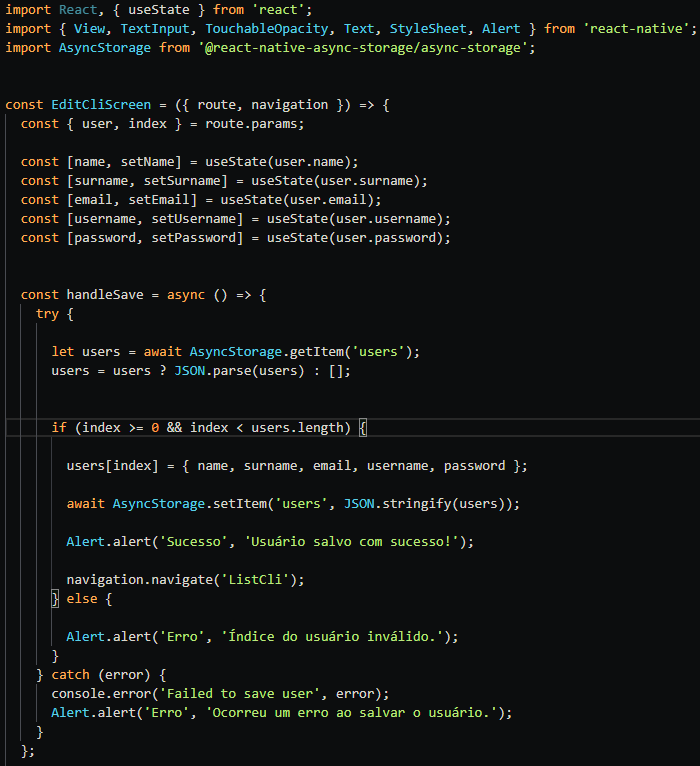 import React, { useState } from 'react';
import { View, TextInput, TouchableOpacity, Text, StyleSheet, Alert } from 'react-native';
import AsyncStorage from '@react-native-async-storage/async-storage';
const EditCliScreen = ({ route, navigation }) => {
  const { user, index } = route.params;
  const [name, setName] = useState(user.name);
  const [surname, setSurname] = useState(user.surname);
  const [email, setEmail] = useState(user.email);
  const [username, setUsername] = useState(user.username);
  const [password, setPassword] = useState(user.password);
  const handleSave = async () => {
    try {
      let users = await AsyncStorage.getItem('users');
      users = users ? JSON.parse(users) : [];
      if (index >= 0 && index < users.length) {
        users[index] = { name, surname, email, username, password };
        await AsyncStorage.setItem('users', JSON.stringify(users));
        Alert.alert('Sucesso', 'Usuário salvo com sucesso!');
        navigation.navigate('ListCli');
      } else {
        Alert.alert('Erro', 'Índice do usuário inválido.');
      }
    } catch (error) {
      console.error('Failed to save user', error);
      Alert.alert('Erro', 'Ocorreu um erro ao salvar o usuário.');
    }
  };